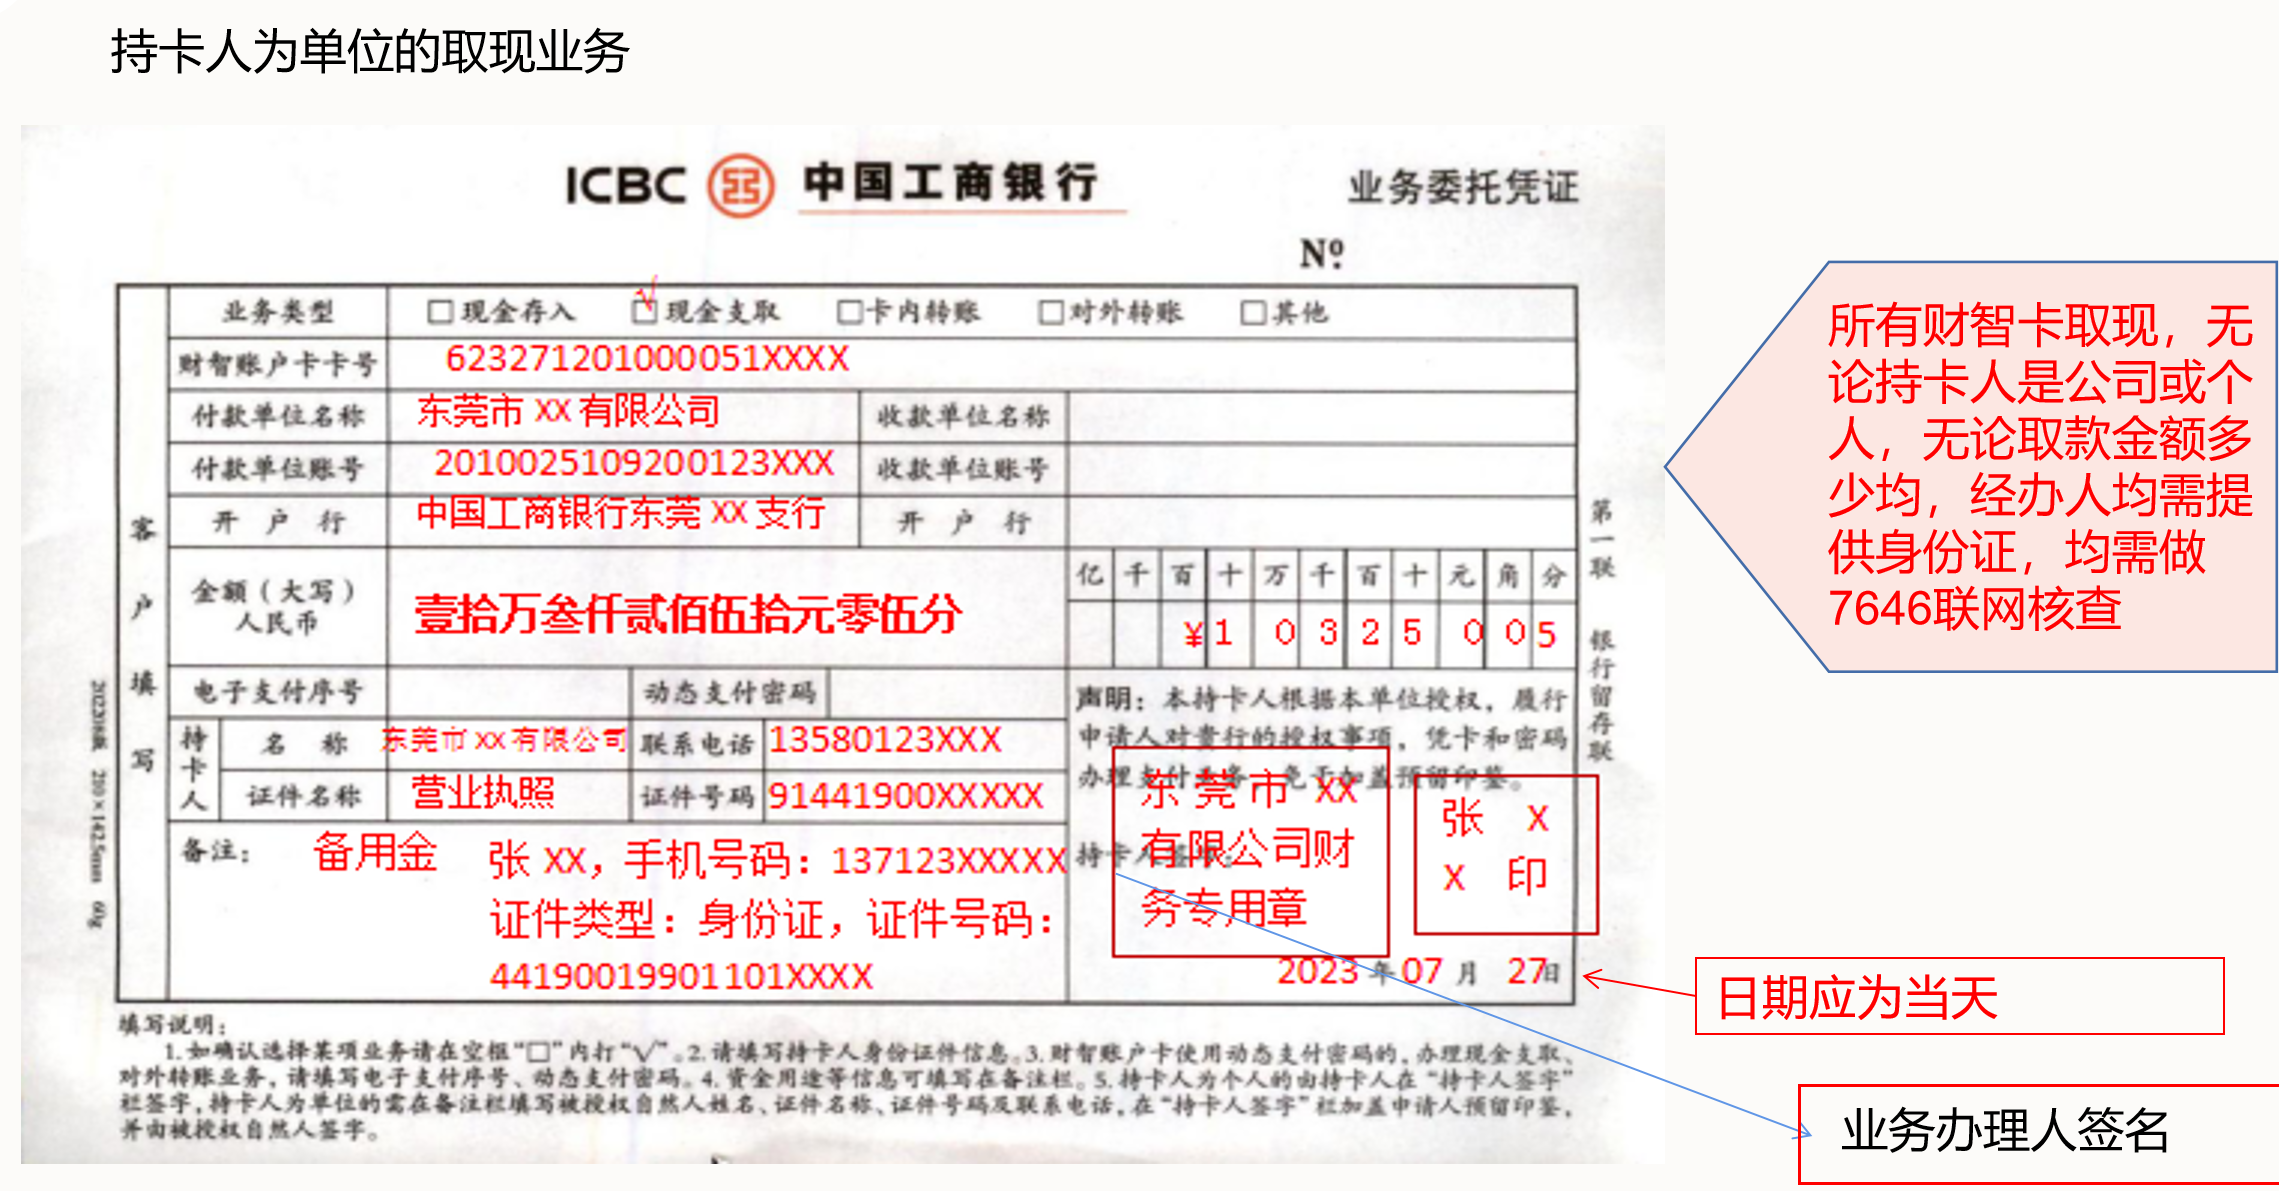 持卡人为单位的取现业务
ICBC 中国工商银行
业务委托凭证
Nº:
业务类型 □现金存入 □√现金支取 □卡内转账 □对外转账 □其他
财智账户卡卡号 623271201000051XXXX
付款单位名称 东莞市 XX 有限公司 收款单位名称
付款单位账号 2010025109200123XXX 收款单位账号
开户行 中国工商银行东莞 XX 支行 开户行
金额（大写）人民币 壹拾万叁仟贰佰伍拾元零伍分
亿 千 百 十 万 千 百 十 元 角 分
¥ 1 0 3 2 5 0 0 5
电子支付序号 动态支付密码
持卡人
名称 东莞市 XX 有限公司 联系电话 13580123XXX
证件名称 营业执照 证件号码 91441900XXXXX
备注： 备用金 张 XX，手机号码：137123XXXXX
证件类型：身份证，证件号码：
44190019901101XXXX
声明：本持卡人根据本单位授权，履行
申请人对贵行的授权事项，凭卡和密码
办理支付业务，免于加盖预留印鉴。
持卡人签字：
东莞市 XX
有限公司财
务专用章
张 X
X 印
2023 年 07 月 27日
客户填写
第一联 银行留存联
210×142.5mm 60g
填写说明：
1.如确认选择某项业务请在空框“□”内打“√”。2.请填写持卡人身份证件信息。3.财智账户卡使用动态支付密码的，办理现金支取、
对外转账业务，请填写电子支付序号、动态支付密码。4.资金用途等信息可填写在备注栏。5.持卡人为个人的由持卡人在“持卡人签字”
栏签字，持卡人为单位的需在备注栏填写被授权自然人姓名、证件名称、证件号码及联系电话，在“持卡人签字”栏加盖申请人预留印鉴，
并由被授权自然人签字。
所有财智卡取现，无
论持卡人是公司或个
人，无论取款金额多
少均，经办人均需提
供身份证，均需做
7646联网核查
日期应为当天
业务办理人签名